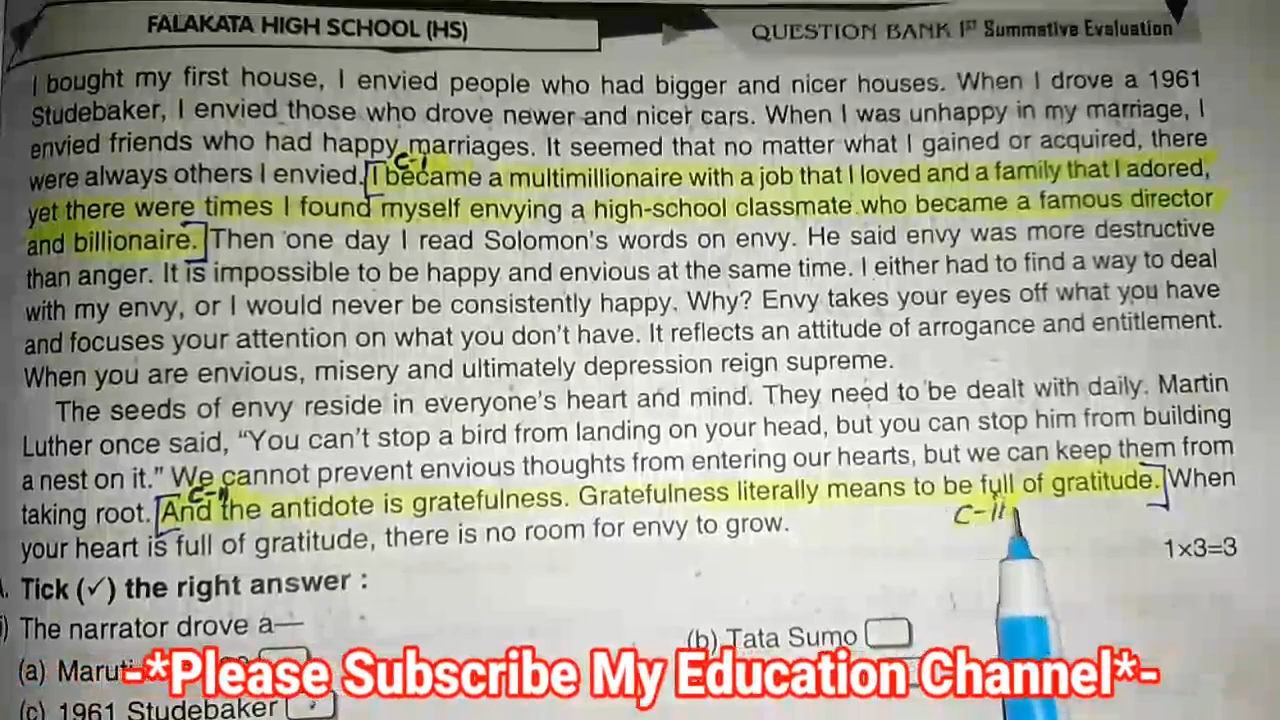 FALAKATA HIGH SCHOOL (HS)
QUESTION BANK 1ST Summative Evaluation
I bought my first house, I envied people who had bigger and nicer houses. When I drove a 1961
Studebaker, I envied those who drove newer and nicer cars. When I was unhappy in my marriage, I
envied friends who had happy marriages. It seemed that no matter what I gained or acquired, there
C-1
were always others I envied. I became a multimillionaire with a job that I loved and a family that I adored,
yet there were times I found myself envying a high-school classmate who became a famous director
and billionaire. Then one day I read Solomon's words on envy. He said envy was more destructive
than anger. It is impossible to be happy and envious at the same time. I either had to find a way to deal
with my envy, or I would never be consistently happy. Why? Envy takes your eyes off what you have
and focuses your attention on what you don't have. It reflects an attitude of arrogance and entitlement.
When you are envious, misery and ultimately depression reign supreme.
The seeds of envy reside in everyone's heart and mind. They need to be dealt with daily. Martin
Luther once said, "You can't stop a bird from landing on your head, but you can stop him from building
a nest on it." We cannot prevent envious thoughts from entering our hearts, but we can keep them from
C-11
taking root. And the antidote is gratefulness. Gratefulness literally means to be full of gratitude. When
C-11
your heart is full of gratitude, there is no room for envy to grow.
1×3=3
Tick (✓) the right answer :
The narrator drove a—
(a) Maruti
(b) Tata Sumo
-*Please Subscribe My Education Channel*-
(c) 1961 Studebaker